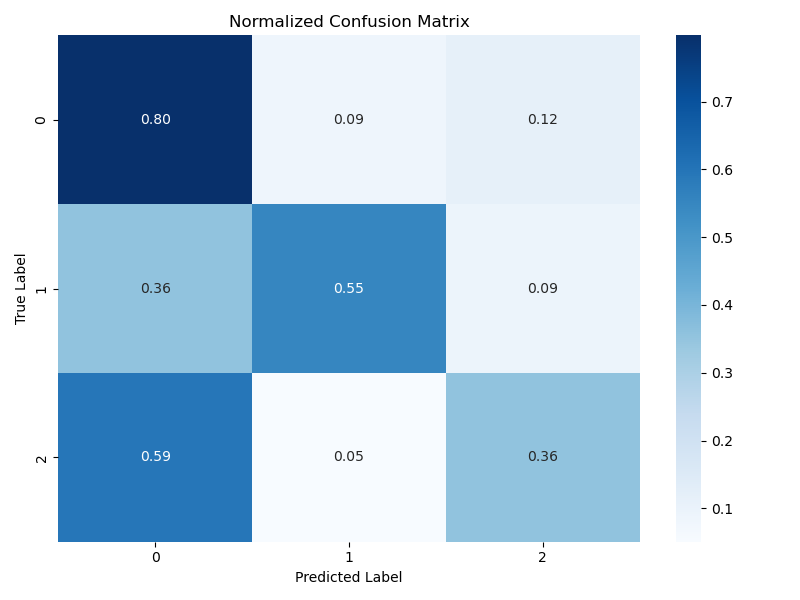 Normalized Confusion Matrix
True Label
0 0.80 0.09 0.12
1 0.36 0.55 0.09
2 0.59 0.05 0.36
0 1 2
Predicted Label
0.7
0.6
0.5
0.4
0.3
0.2
0.1